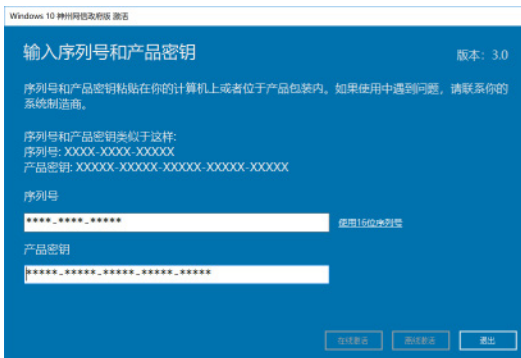 Windows 10 神州网信政府版 激活
输入序列号和产品密钥
版本：3.0
序列号和产品密钥粘贴在你的计算机上或者位于产品包装内。如果使用中遇到问题，请联系你的
系统制造商。
序列号和产品密钥类似于这样:
序列号: XXXX-XXXX-XXXXX
产品密钥: XXXXX-XXXXX-XXXXX-XXXXX-XXXXX
序列号
****-****-*****
使用16位序列号
产品密钥
*****-*****-*****-*****-*****
在线激活
离线激活
退出